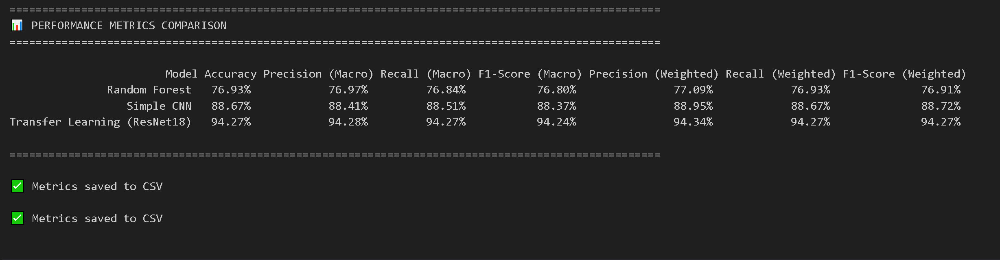 ====================================================================================================
📊 PERFORMANCE METRICS COMPARISON
====================================================================================================
Model Accuracy Precision (Macro) Recall (Macro) F1-Score (Macro) Precision (Weighted) Recall (Weighted) F1-Score (Weighted)
Random Forest 76.93% 76.97% 76.84% 76.80% 77.09% 76.93% 76.91%
Simple CNN 88.67% 88.41% 88.51% 88.37% 88.95% 88.67% 88.72%
Transfer Learning (ResNet18) 94.27% 94.28% 94.27% 94.24% 94.34% 94.27% 94.27%
====================================================================================================
✅ Metrics saved to CSV
✅ Metrics saved to CSV